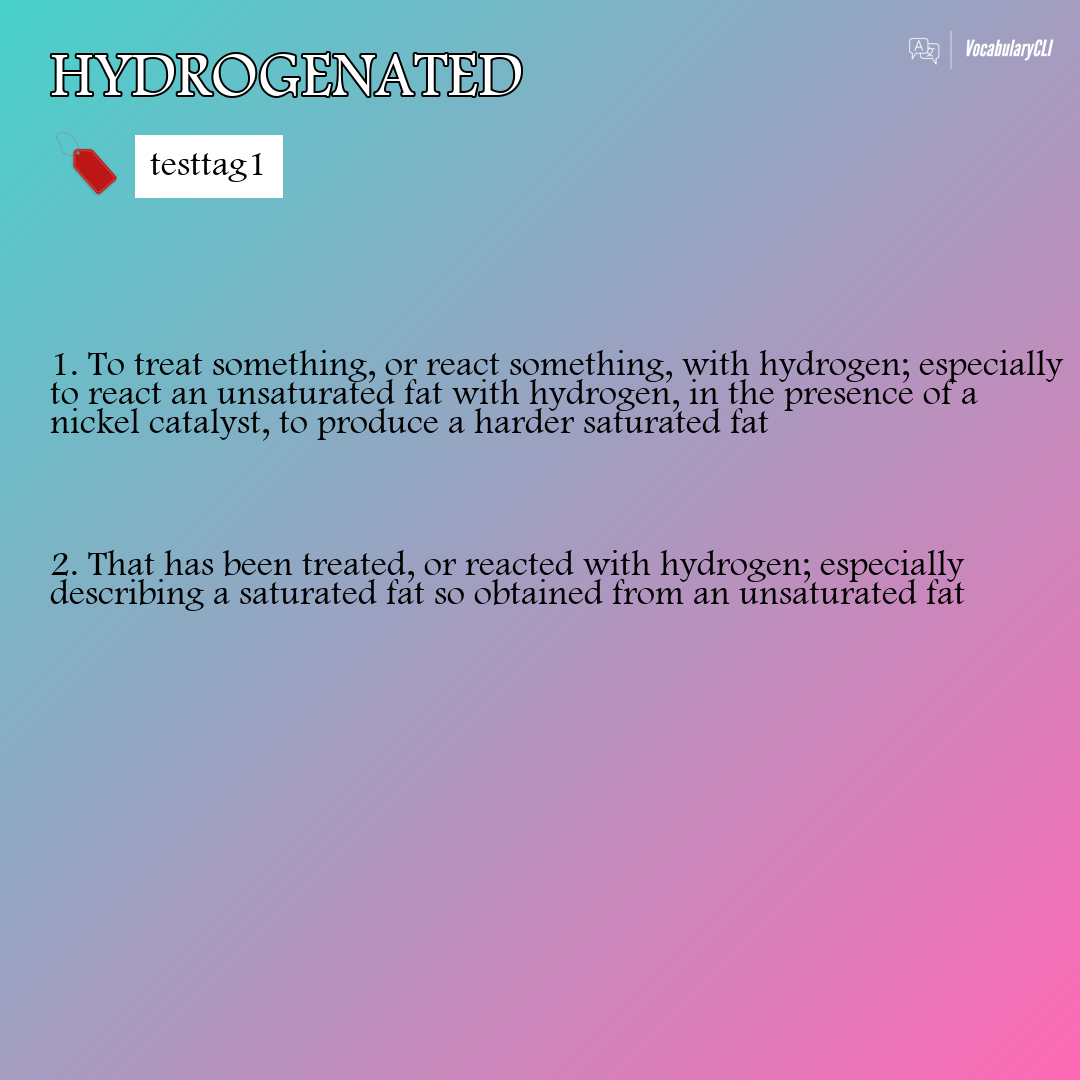 HYDROGENATED
VocabularyCLI
testtag1
1. To treat something, or react something, with hydrogen; especially
to react an unsaturated fat with hydrogen, in the presence of a
nickel catalyst, to produce a harder saturated fat
2. That has been treated, or reacted with hydrogen; especially
describing a saturated fat so obtained from an unsaturated fat